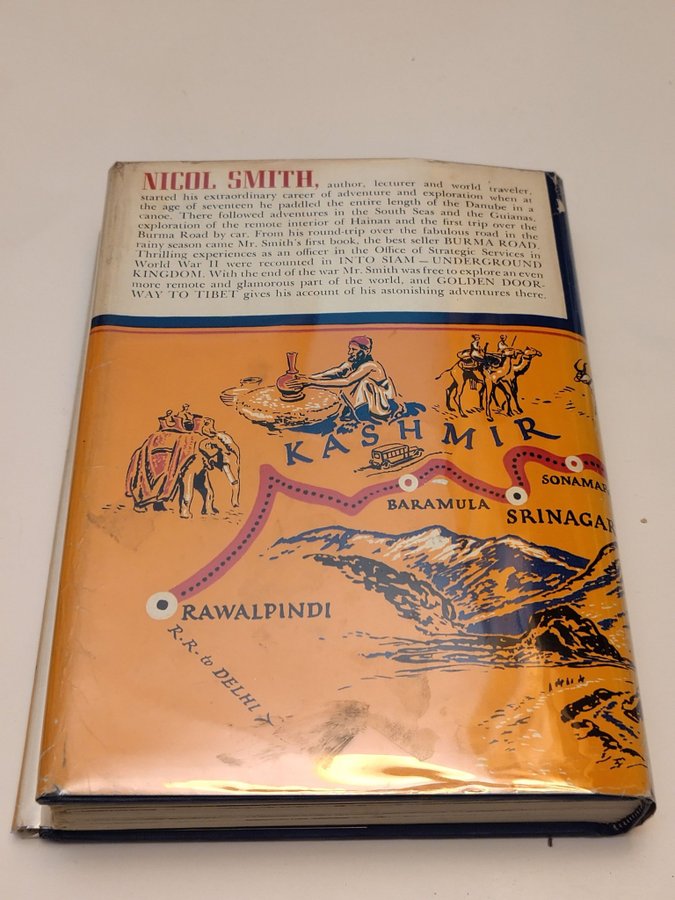 NICOL SMITH, author, lecturer and world traveler,
started his extraordinary career of adventure and exploration when at
the age of seventeen he paddled the entire length of the Danube in a
canoe. There followed adventures in the South Seas and the Guianas,
exploration of the remote interior of Hainan and the first trip over the
Burma Road by car. From his round-trip over the fabulous road in the
rainy season came Mr. Smith's first book, the best seller BURMA ROAD.
Thrilling experiences as an officer in the Office of Strategic Services in
World War II were recounted in INTO SIAM—UNDERGROUND
KINGDOM. With the end of the war Mr. Smith was free to explore an even
more remote and glamorous part of the world, and GOLDEN DOOR-
WAY TO TIBET gives his account of his astonishing adventures there.
KASHMIR
SONAMAR
BARAMULA
SRINAGAR
RAWALPINDI
R.R. to DELHI